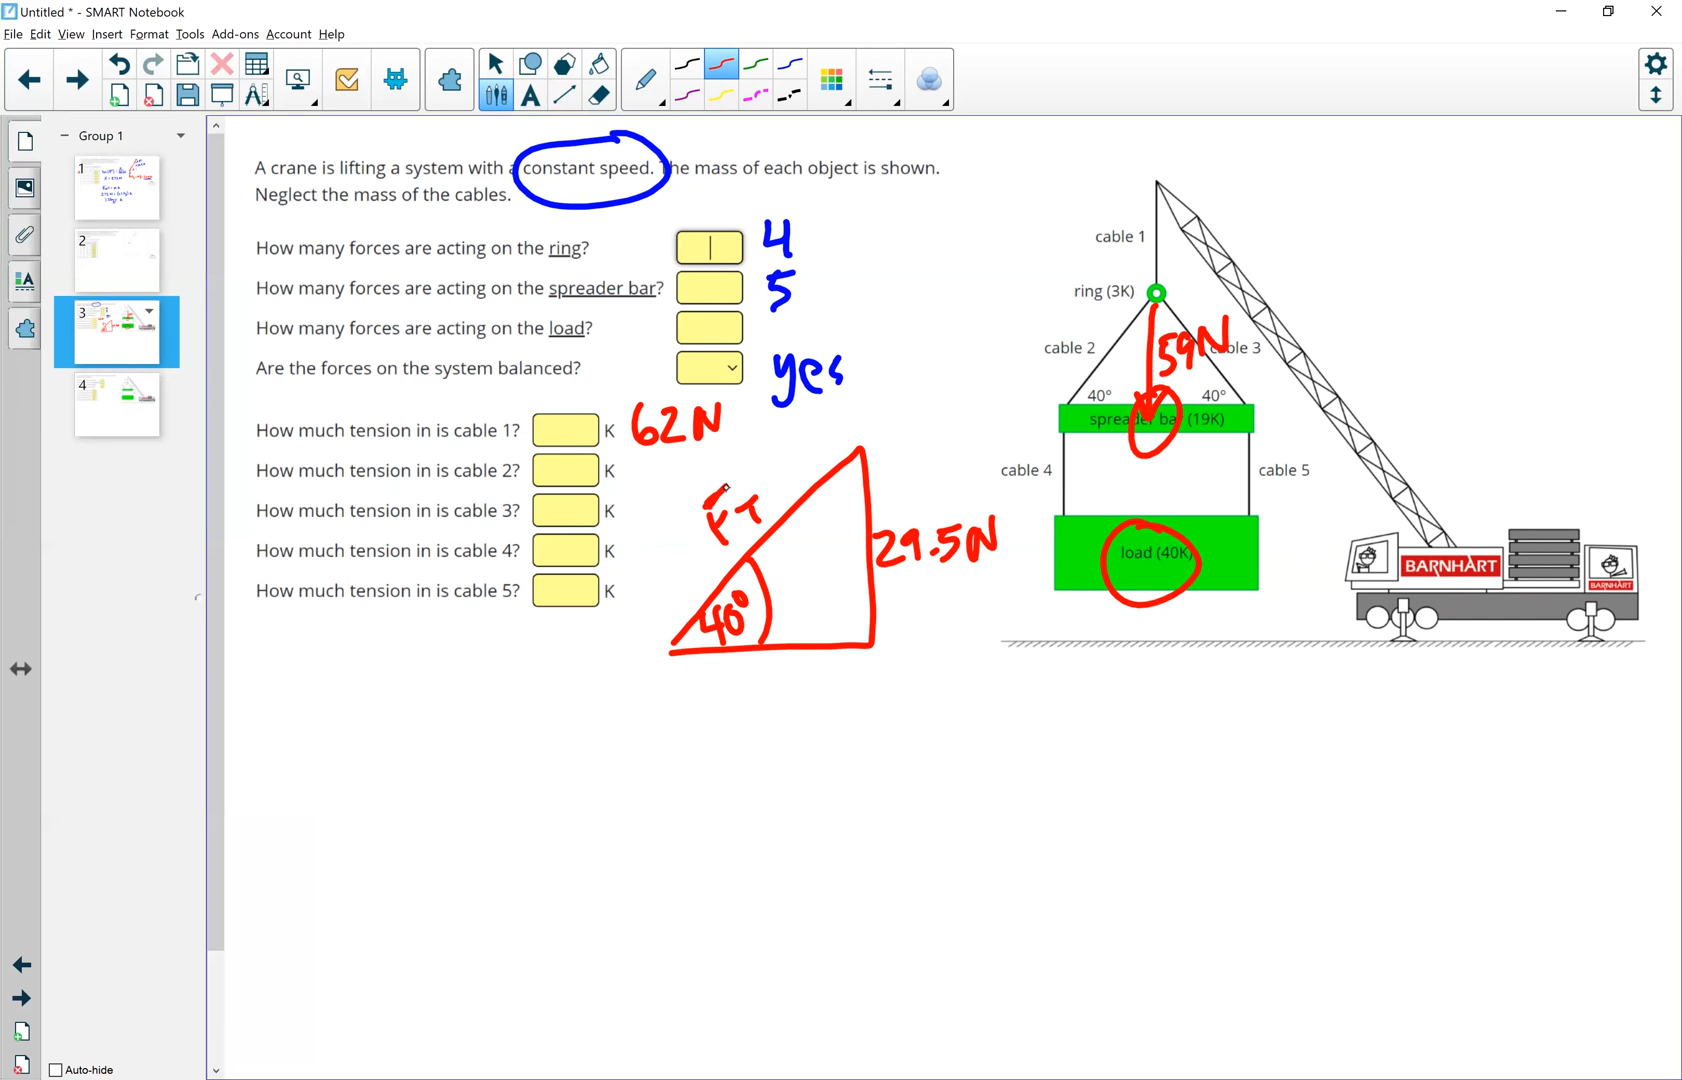 Untitled * - SMART Notebook
File Edit View Insert Format Tools Add-ons Account Help
Group 1
1
2
3
4
A crane is lifting a system with a constant speed. The mass of each object is shown.
Neglect the mass of the cables.
How many forces are acting on the ring? 4
How many forces are acting on the spreader bar? 5
How many forces are acting on the load?
Are the forces on the system balanced? yes
How much tension in is cable 1? K 62N
How much tension in is cable 2? K
How much tension in is cable 3? K
How much tension in is cable 4? K
How much tension in is cable 5? K
FT
40°
29.5N
cable 1
ring (3K)
59N
cable 2
cable 3
40° 40°
spreader bar (19K)
cable 4 cable 5
load (40K)
BARNHART
BARNHART
Auto-hide